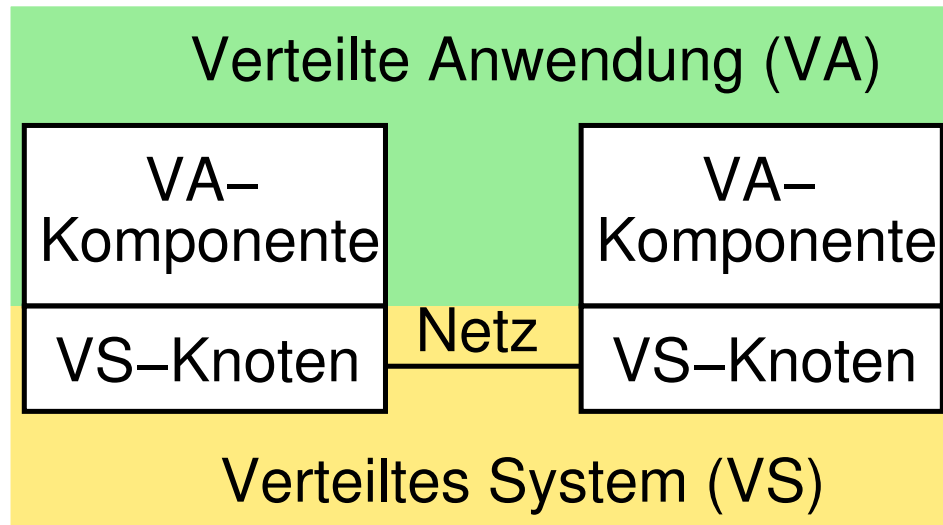 Verteilte Anwendung (VA)
VA–
Komponente
VA–
Komponente
Netz
VS–Knoten
VS–Knoten
Verteiltes System (VS)